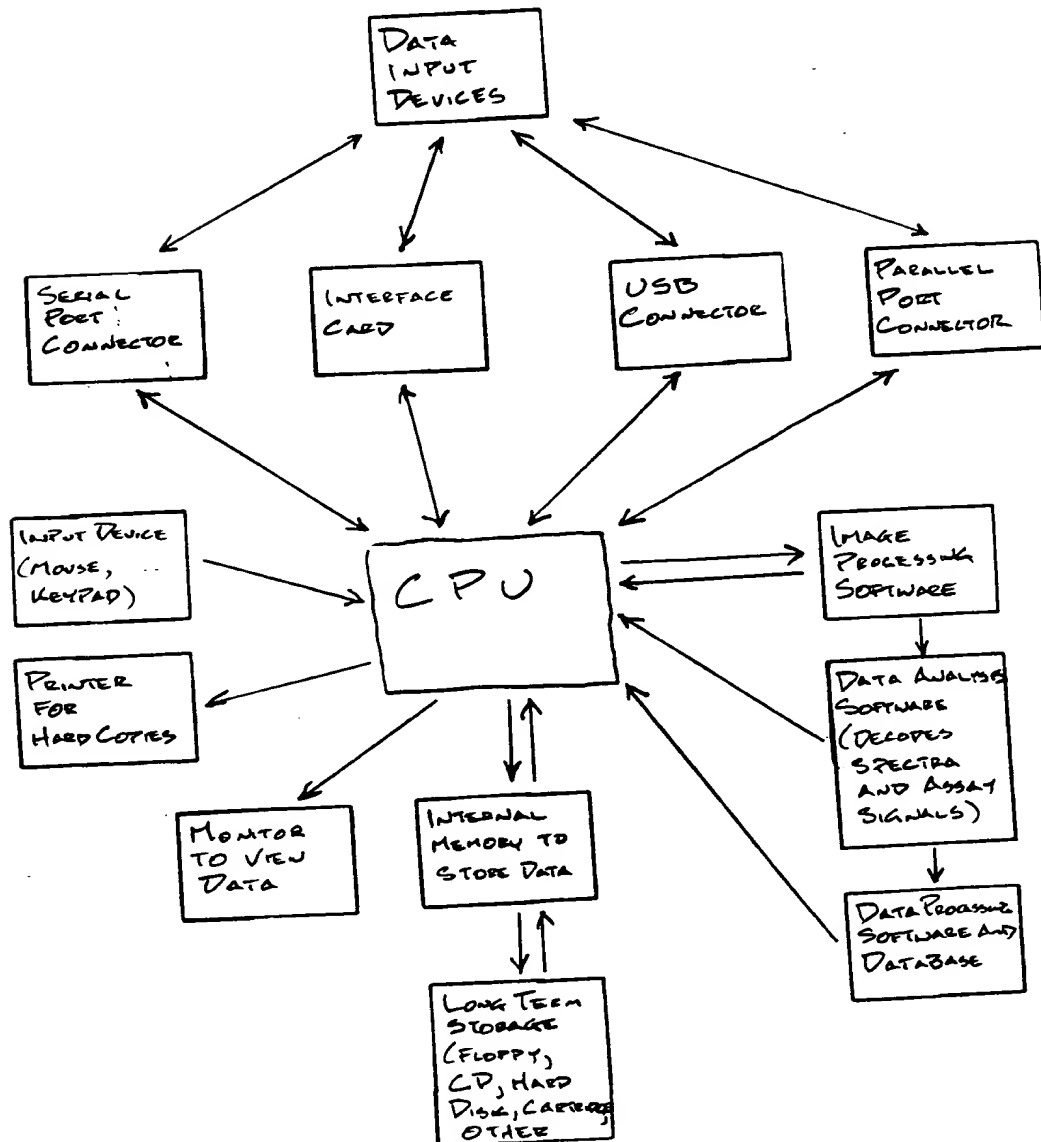 DATA
INPUT
DEVICES
SERIAL
PORT
CONNECTOR
INTERFACE
CARD
USB
CONNECTOR
PARALLEL
PORT
CONNECTOR
INPUT DEVICE
(MOUSE,
KEYPAD)
CPU
IMAGE
PROCESSING
SOFTWARE
PRINTER
FOR
HARD COPIES
DATA ANALYSIS
SOFTWARE
(DECODES
SPECTRA
AND ASSAY
SIGNALS)
MONITOR
TO VIEW
DATA
INTERNAL
MEMORY TO
STORE DATA
DATA PROCESSING
SOFTWARE AND
DATABASE
LONG TERM
STORAGE
(FLOPPY,
CD, HARD
DISK, CARTRIDGE,
OTHER